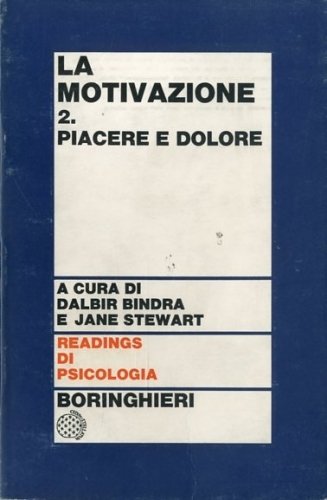 LA
MOTIVAZIONE
2.
PIACERE E DOLORE
A CURA DI
DALBIR BINDRA
E JANE STEWART
READINGS
DI
PSICOLOGIA
BORINGHIERI